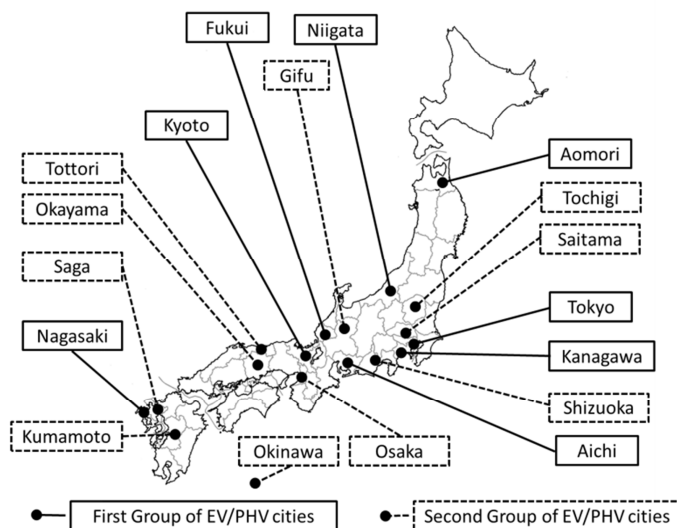 Fukui
Niigata
Gifu
Kyoto
Aomori
Tottori
Tochigi
Okayama
Saitama
Saga
Tokyo
Nagasaki
Kanagawa
Shizuoka
Kumamoto
Okinawa
Osaka
Aichi
First Group of EV/PHV cities
Second Group of EV/PHV cities